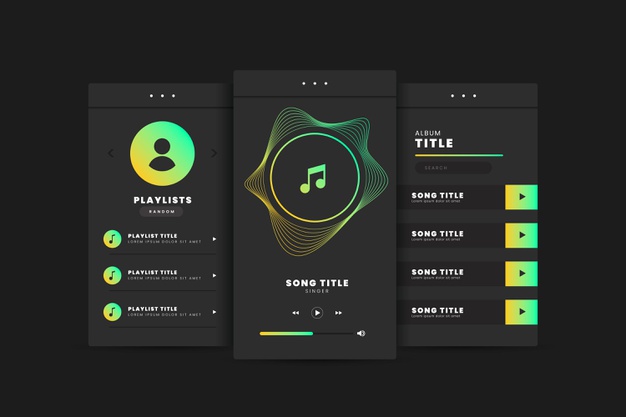 PLAYLISTS
RANDOM
PLAYLIST TITLE
LOREM IPSUM DOLOR SIT AMET
PLAYLIST TITLE
LOREM IPSUM DOLOR SIT AMET
PLAYLIST TITLE
LOREM IPSUM DOLOR SIT AMET
SONG TITLE
SINGER
ALBUM
TITLE
SEARCH
SONG TITLE
Lorem ipsum dolor sit amet
SONG TITLE
Lorem ipsum dolor sit amet
SONG TITLE
Lorem ipsum dolor sit amet
SONG TITLE
Lorem ipsum dolor sit amet